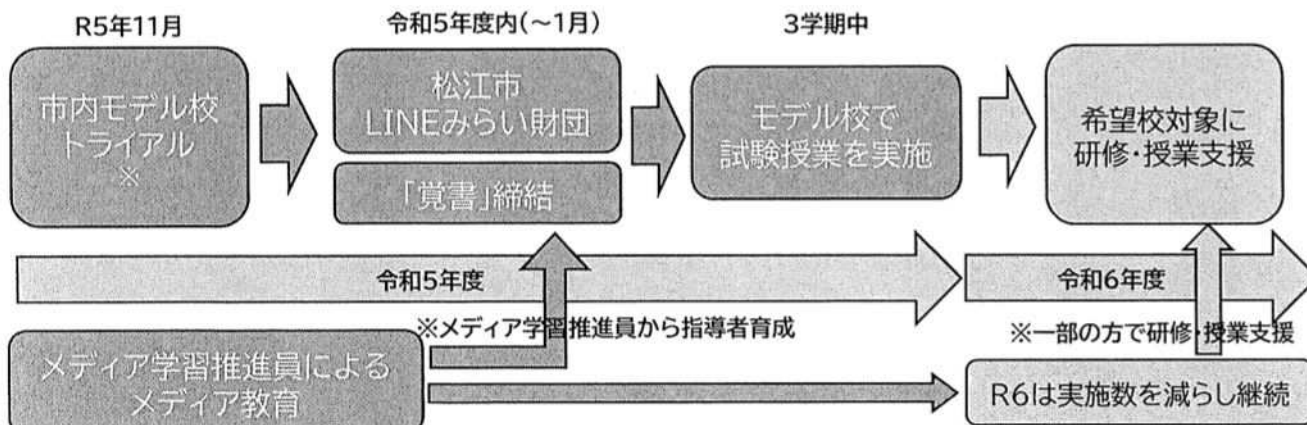 R5年11月
令和5年度内(～1月)
3学期中
市内モデル校
トライアル
※
松江市
LINEみらい財団
「覚書」締結
モデル校で
試験授業を実施
希望校対象に
研修・授業支援
令和5年度
令和6年度
※メディア学習推進員から指導者育成
※一部の方で研修・授業支援
メディア学習推進員による
メディア教育
R6は実施数を減らし継続